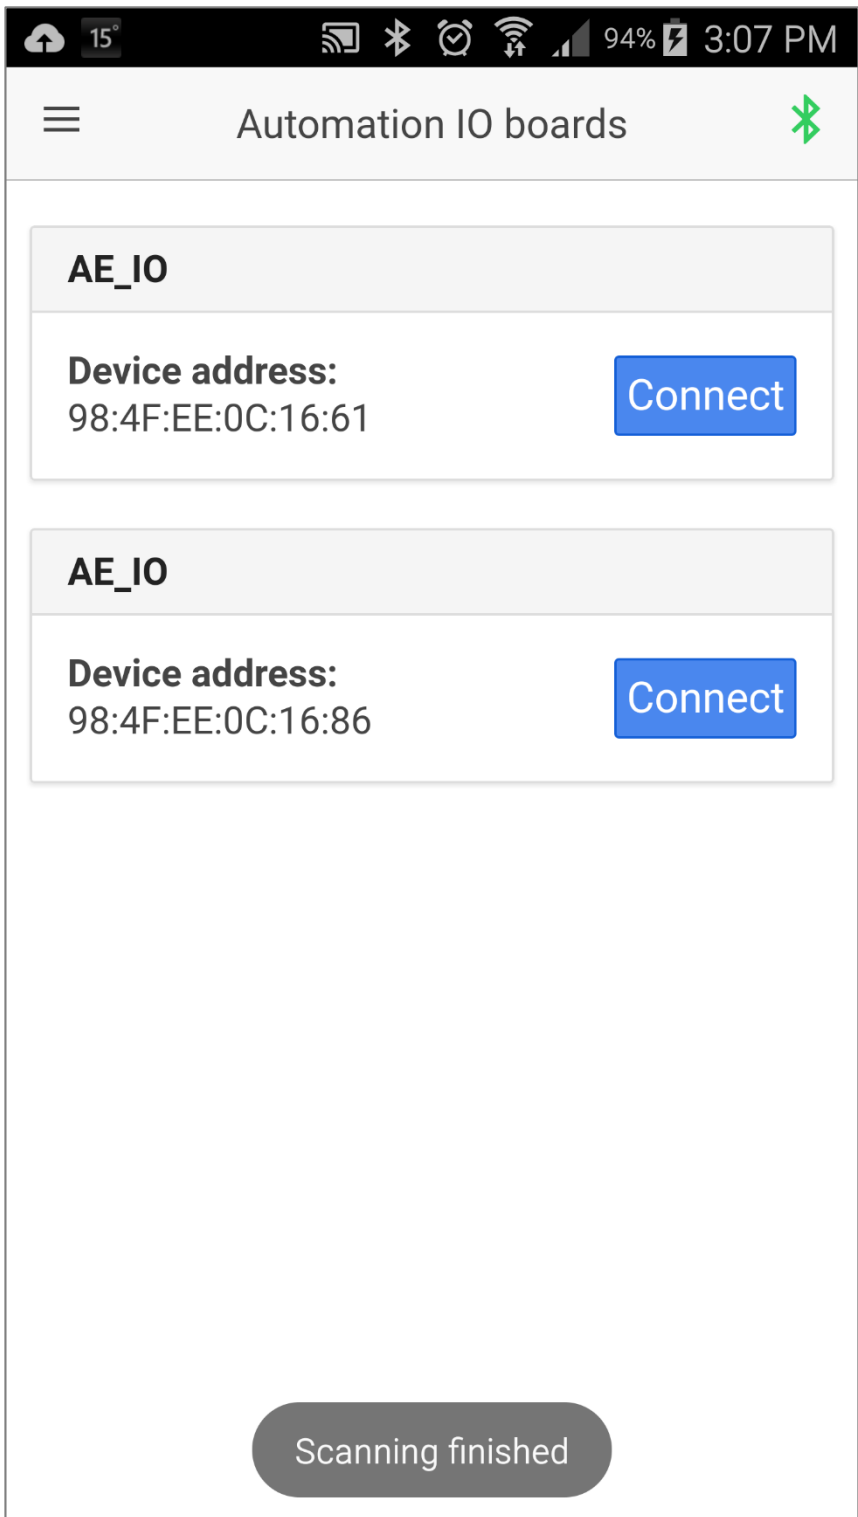 15°
94%
3:07 PM
Automation IO boards
AE_IO
Device address:
98:4F:EE:0C:16:61
Connect
AE_IO
Device address:
98:4F:EE:0C:16:86
Connect
Scanning finished